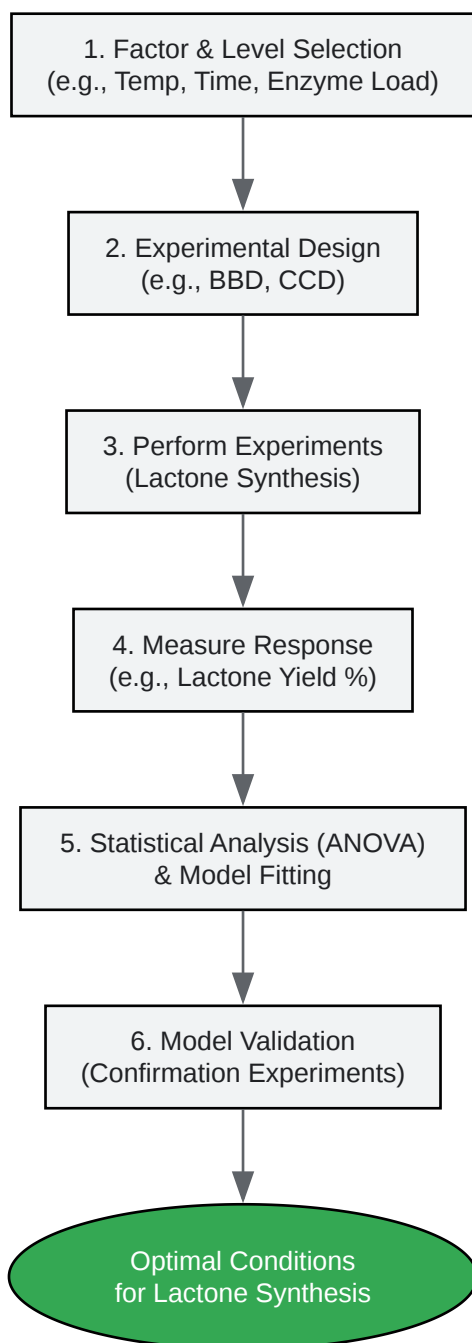 1. Factor & Level Selection
(e.g., Temp, Time, Enzyme Load)
2. Experimental Design
(e.g., BBD, CCD)
3. Perform Experiments
(Lactone Synthesis)
4. Measure Response
(e.g., Lactone Yield %)
5. Statistical Analysis (ANOVA)
& Model Fitting
6. Model Validation
(Confirmation Experiments)
Optimal Conditions
for Lactone Synthesis